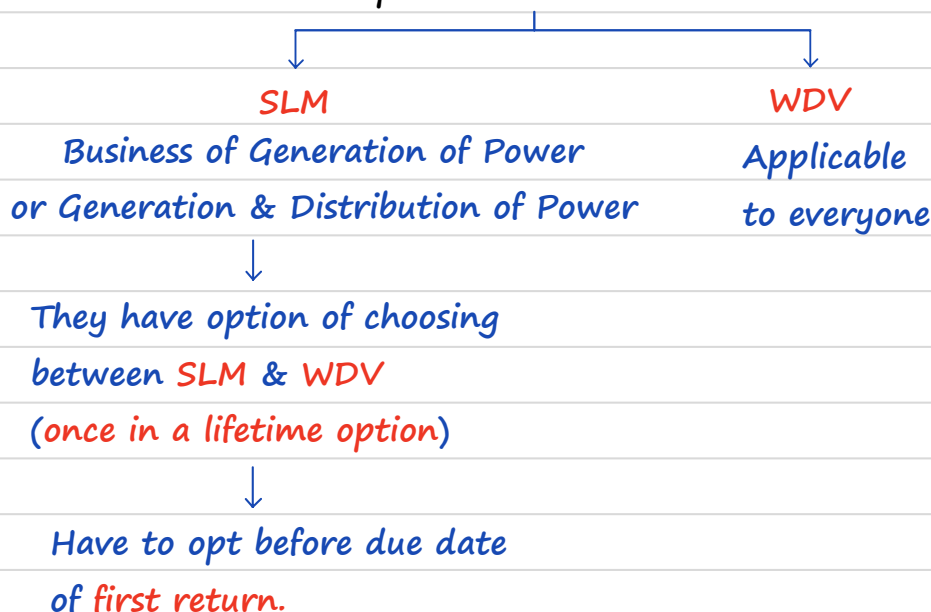 SLM
WDV
Business of Generation of Power
or Generation & Distribution of Power
Applicable
to everyone
They have option of choosing
between SLM & WDV
(once in a lifetime option)
Have to opt before due date
of first return.